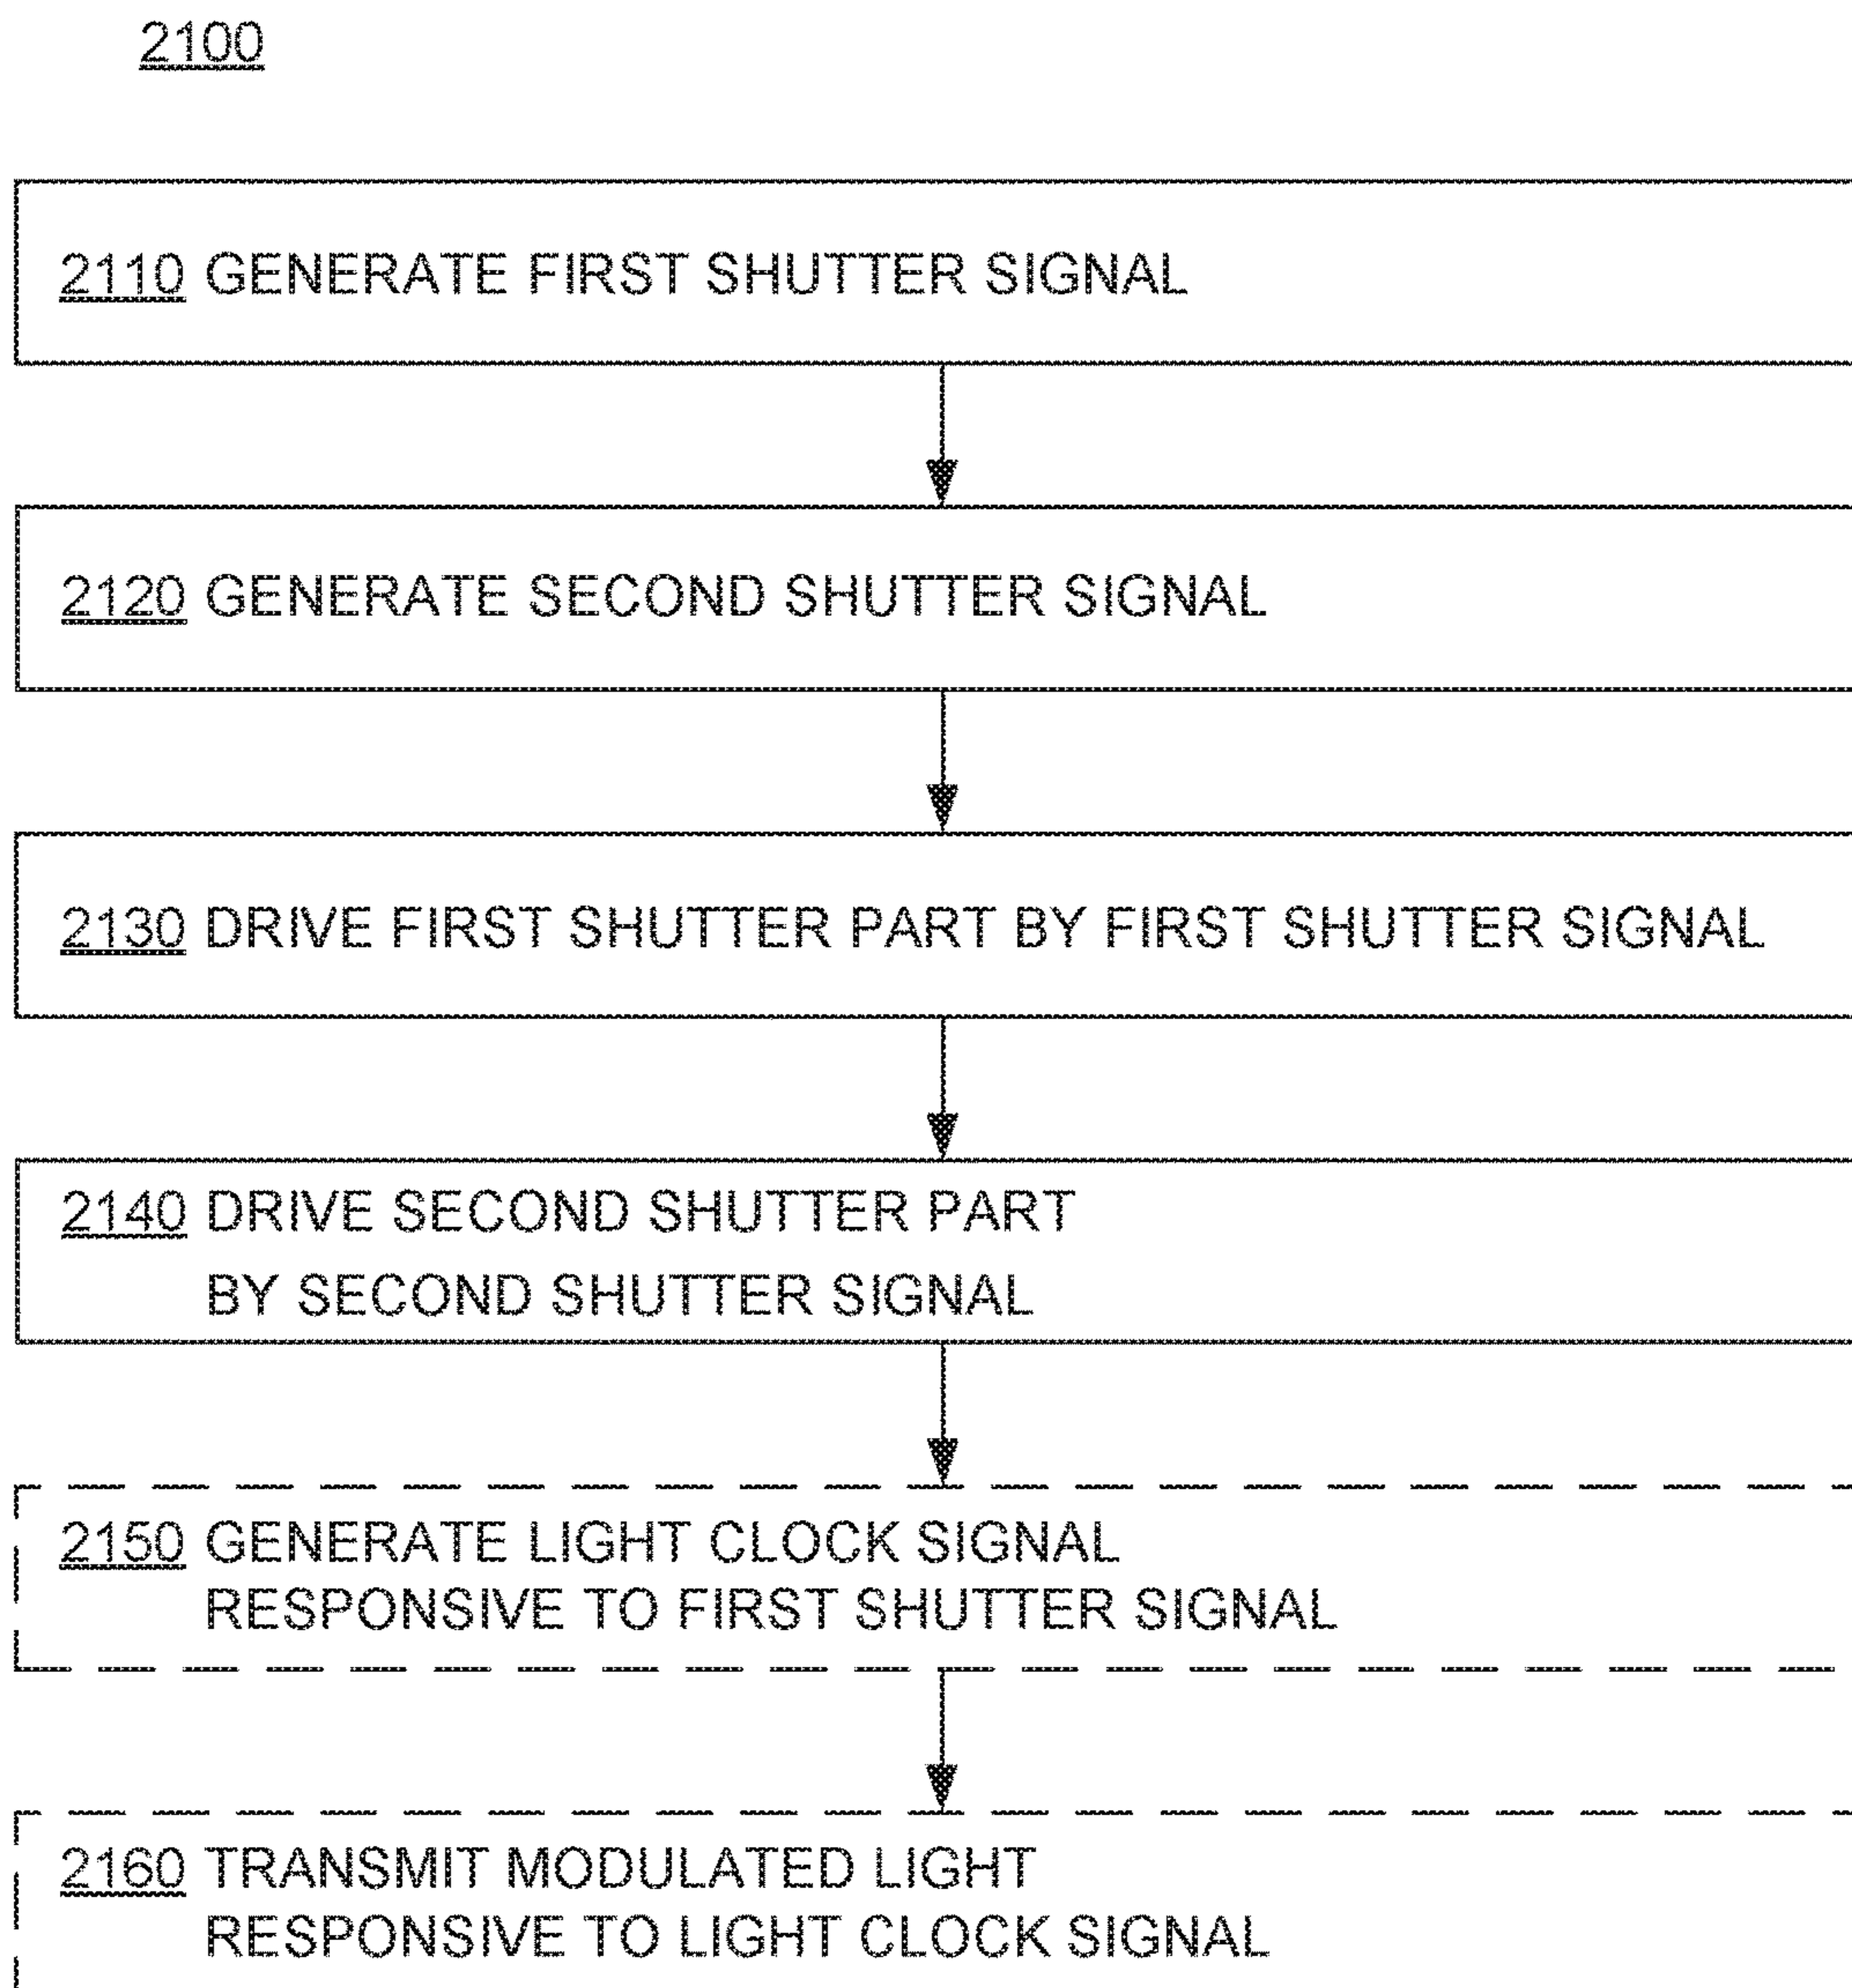 2100
2110 GENERATE FIRST SHUTTER SIGNAL
2120 GENERATE SECOND SHUTTER SIGNAL
2130 DRIVE FIRST SHUTTER PART BY FIRST SHUTTER SIGNAL
2140 DRIVE SECOND SHUTTER PART
BY SECOND SHUTTER SIGNAL
2150 GENERATE LIGHT CLOCK SIGNAL
RESPONSIVE TO FIRST SHUTTER SIGNAL
2160 TRANSMIT MODULATED LIGHT
RESPONSIVE TO LIGHT CLOCK SIGNAL